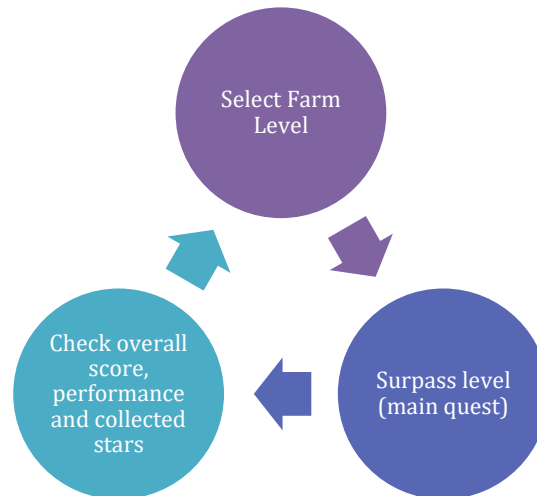 Select Farm
Level
Surpass level
(main quest)
Check overall
score,
performance
and collected
stars